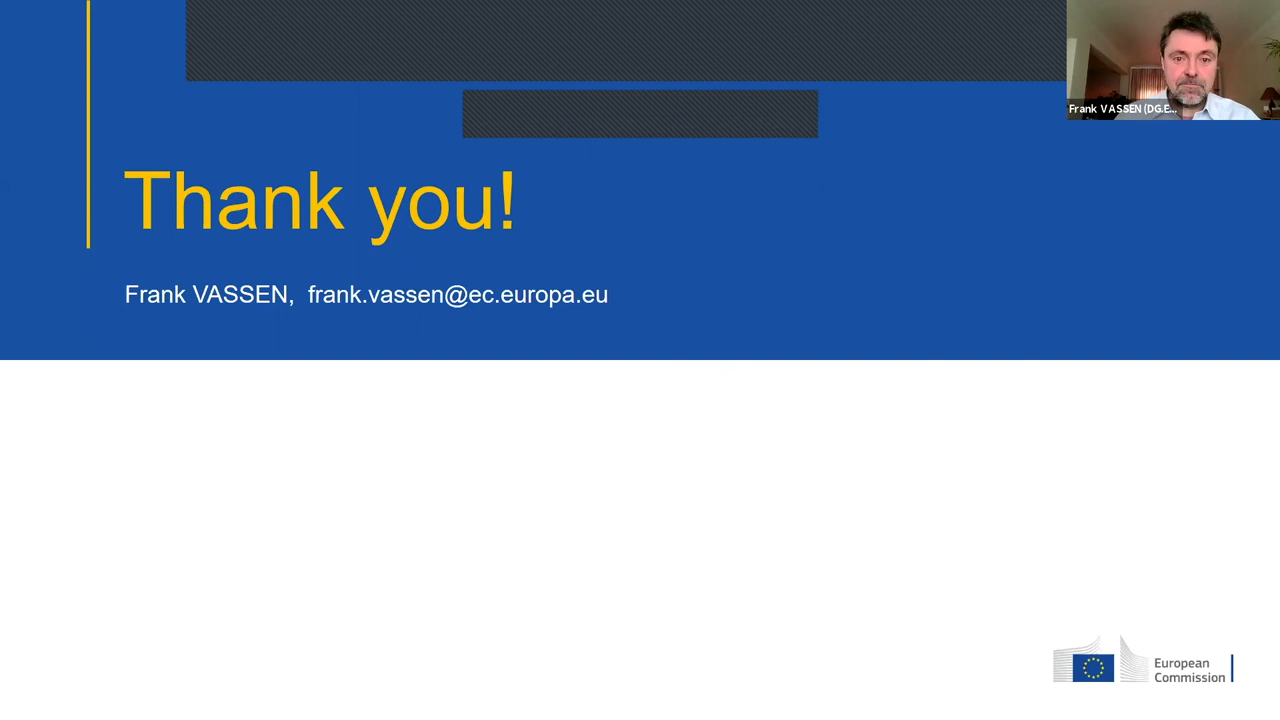 Frank VASSEN (DG.E...
Thank you!
Frank VASSEN,  frank.vassen@ec.europa.eu
European
Commission